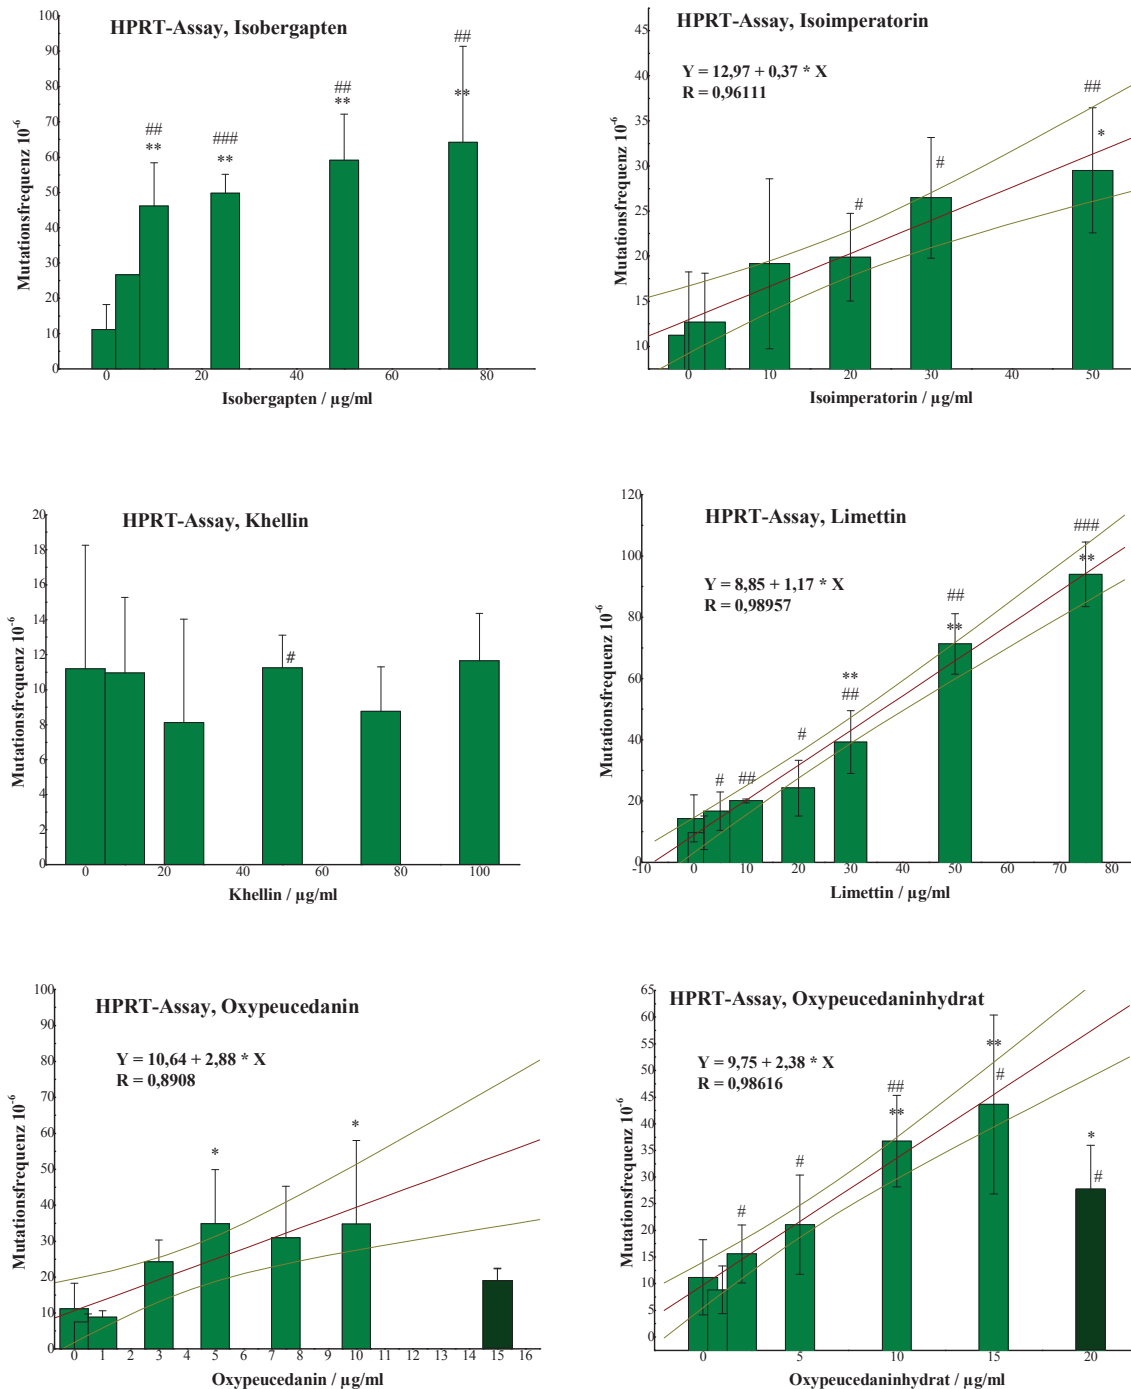 HPRT-Assay, Isobergapten
Mutationsfrequenz 10⁻⁶
100
90
80
70
60
50
40
30
20
10
0
##
**
###
**
##
**
##
**
0 20 40 60 80
Isobergapten / µg/ml
HPRT-Assay, Isoimperatorin
Y = 12,97 + 0,37 * X
R = 0,96111
Mutationsfrequenz 10⁻⁶
45
40
35
30
25
20
15
10
#
#
##
*
0 10 20 30 40 50
Isoimperatorin / µg/ml
HPRT-Assay, Khellin
Mutationsfrequenz 10⁻⁶
20
18
16
14
12
10
8
6
4
2
0
#
0 20 40 60 80 100
Khellin / µg/ml
HPRT-Assay, Limettin
Y = 8,85 + 1,17 * X
R = 0,98957
Mutationsfrequenz 10⁻⁶
120
100
80
60
40
20
0
#
##
#
**
##
##
**
###
**
-10 0 10 20 30 40 50 60 70 80
Limettin / µg/ml
HPRT-Assay, Oxypeucedanin
Y = 10,64 + 2,88 * X
R = 0,8908
Mutationsfrequenz 10⁻⁶
100
90
80
70
60
50
40
30
20
10
0
*
*
0 1 2 3 4 5 6 7 8 9 10 11 12 13 14 15 16
Oxypeucedanin / µg/ml
HPRT-Assay, Oxypeucedaninhydrat
Y = 9,75 + 2,38 * X
R = 0,98616
Mutationsfrequenz 10⁻⁶
65
60
55
50
45
40
35
30
25
20
15
10
5
0
#
#
##
**
**
#
*
#
0 5 10 15 20
Oxypeucedaninhydrat / µg/ml